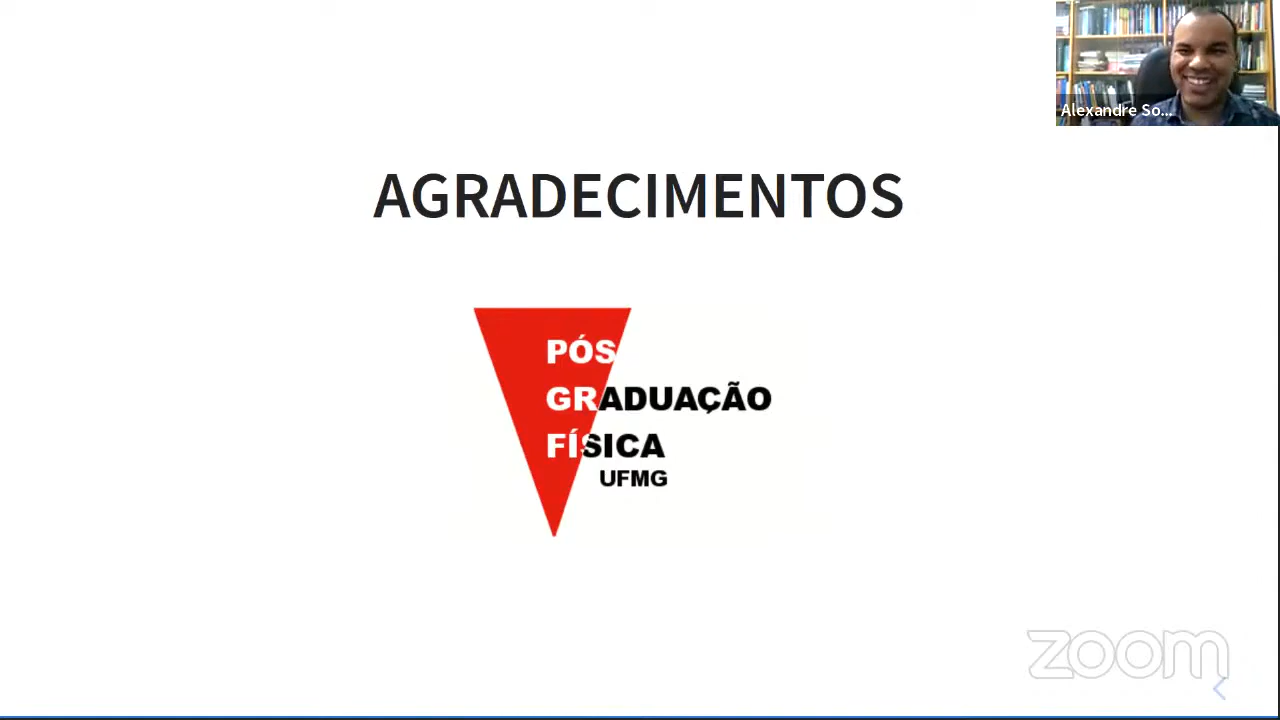 Alexandre So...
AGRADECIMENTOS
PÓS
GRADUAÇÃO
FÍSICA
UFMG
zoom